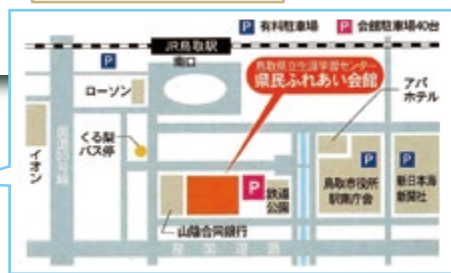 P 有料駐車場
P 会館駐車場40台
JR鳥取駅
南口
P
鳥取県立生涯学習センター
県民ふれあい会館
ローソン
アパ
ホテル
くる梨
バス停
イオン
P
鉄道
公園
P
鳥取市役所
駅南庁舎
P
新日本海
新聞社
山陰合同銀行
産業道路